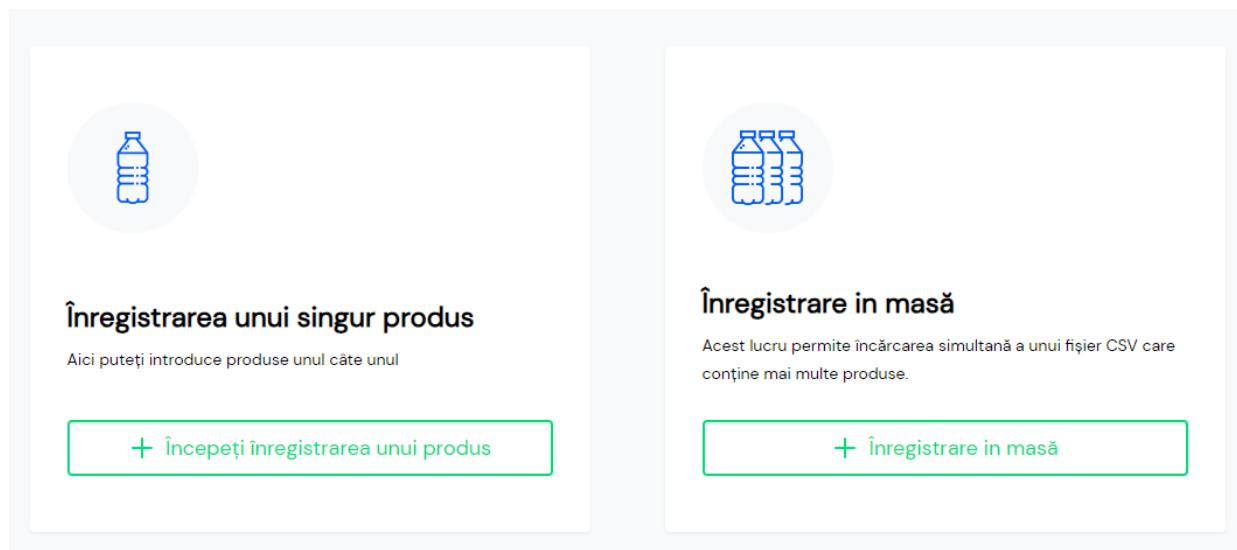 Înregistrarea unui singur produs
Aici puteți introduce produse unul câte unul
+ Începeți înregistrarea unui produs
Înregistrare in masă
Acest lucru permite încărcarea simultană a unui fișier CSV care
conține mai multe produse.
+ Înregistrare in masă